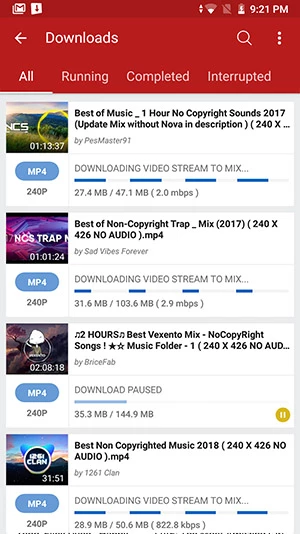 9:21 PM
Downloads
All Running Completed Interrupted
NCS
01:13:37
Best of Music _ 1 Hour No Copyright Sounds 2017
(Update Mix without Nova in description ) ( 240 X ...
by PesMaster91
MP4
240P
DOWNLOADING VIDEO STREAM TO MIX...
27.4 MB / 47.1 MB ( 2.0 mbps )
NCS TRAP
01:01:24
Best of Non-Copyright Trap _ Mix (2017) ( 240 X
426 NO AUDIO ).mp4
by Sad Vibes Forever
MP4
240P
DOWNLOADING VIDEO STREAM TO MIX...
31.6 MB / 103.6 MB ( 2.9 mbps )
VEXENTO
02:08:18
♫2 HOURS♫ Best Vexento Mix - NoCopyRight
Songs ! ★☆ Music Folder - 1 ( 240 X 426 NO AUD...
by BriceFab
MP4
240P
DOWNLOAD PAUSED
35.3 MB / 144.9 MB
1261
CLAN
31:51
Best Non Copyrighted Music 2018 ( 240 X 426 NO
AUDIO ).mp4
by 1261 Clan
MP4
240P
DOWNLOADING VIDEO STREAM TO MIX...
28.9 MB / 50.6 MB ( 822.8 kbps )